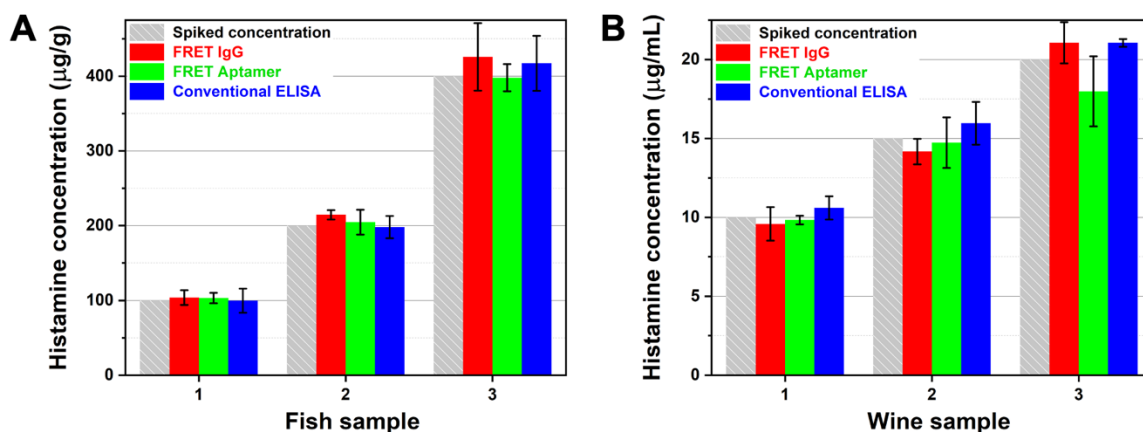 A
Histamine concentration (µg/g)
Spiked concentration
FRET IgG
FRET Aptamer
Conventional ELISA
400
300
200
100
0
1 2 3
Fish sample
B
Histamine concentration (µg/mL)
Spiked concentration
FRET IgG
FRET Aptamer
Conventional ELISA
20
15
10
5
0
1 2 3
Wine sample